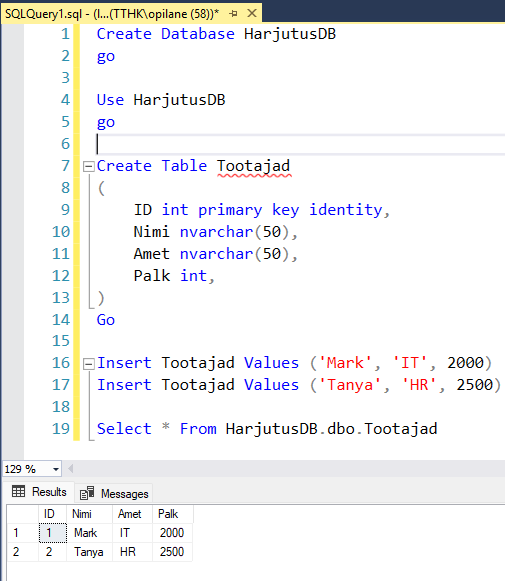 SQLQuery1.sql - (l...(TTHK\opilane (58))*
1 Create Database HarjutusDB
2 go
3
4 Use HarjutusDB
5 go
6
7 Create Table Tootajad
8 (
9 ID int primary key identity,
10 Nimi nvarchar(50),
11 Amet nvarchar(50),
12 Palk int,
13 )
14 Go
15
16 Insert Tootajad Values ('Mark', 'IT', 2000)
17 Insert Tootajad Values ('Tanya', 'HR', 2500)
18
19 Select * From HarjutusDB.dbo.Tootajad
129 %
Results Messages
ID Nimi Amet Palk
1 1 Mark IT 2000
2 2 Tanya HR 2500